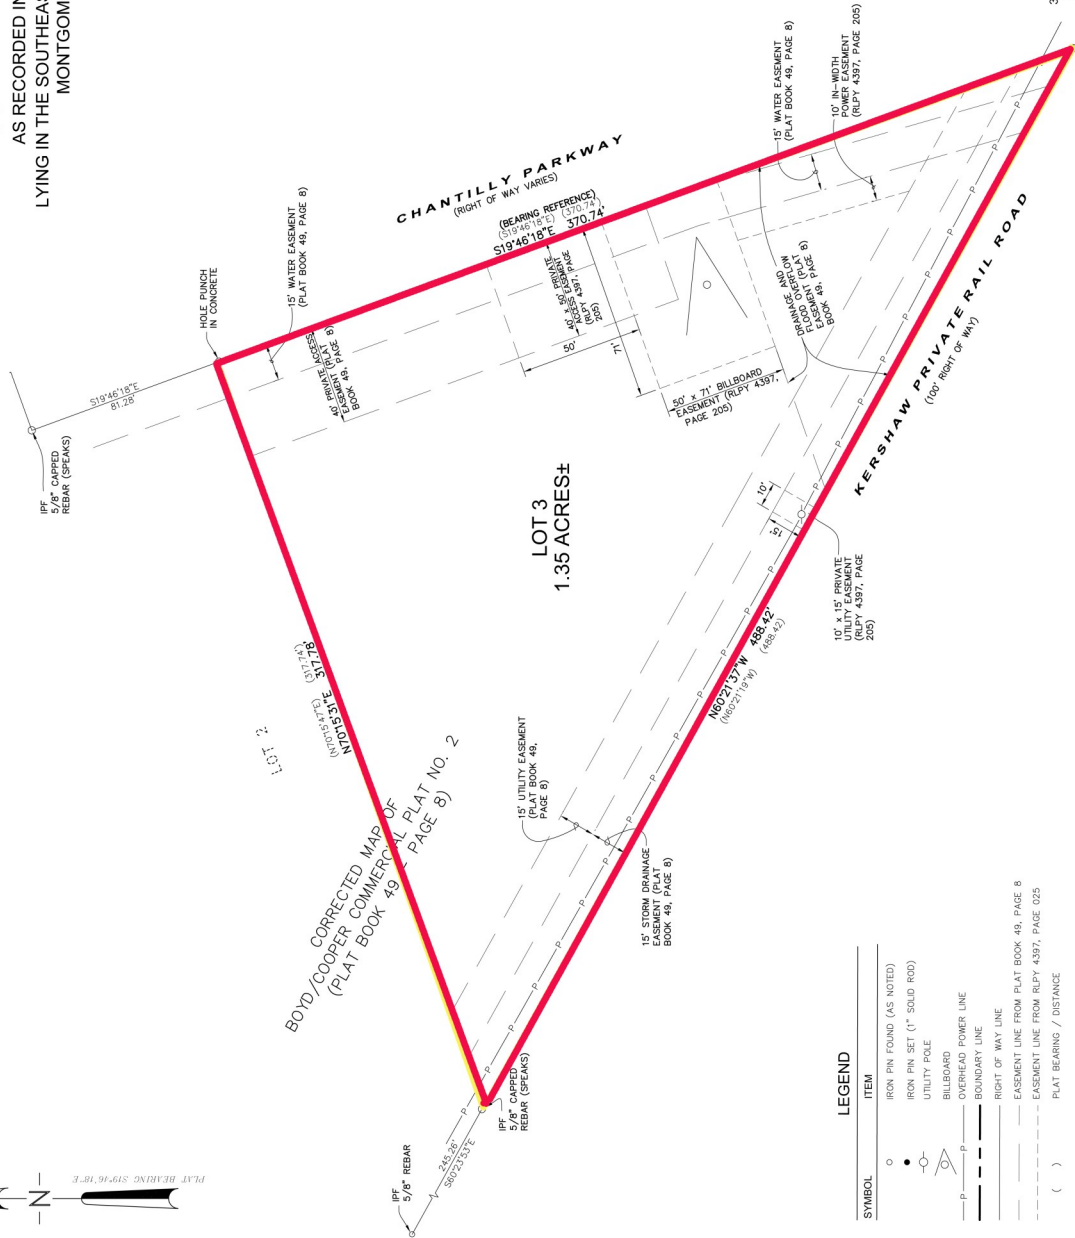 AS RECORDED IN
LYING IN THE SOUTHEAS
MONTGOM
IPF
5/8" CAPPED
REBAR (SPEAKS)
S19°46'18"E
81.28'
HOLE PUNCH
IN CONCRETE
15' WATER EASEMENT
(PLAT BOOK 49, PAGE 8)
40' PRIVATE ACCESS
EASEMENT (PLAT
BOOK 49, PAGE 8)
CHANTILLY PARKWAY
(RIGHT OF WAY VARIES)
(BEARING REFERENCE)
(S19°46'18"E) (370.74')
S19°46'18"E 370.74'
40' x 50' PRIVATE
ACCESS EASEMENT
(RLPY 4397, PAGE
205)
50'
71'
50' x 71' BILLBOARD
EASEMENT (RLPY 4397,
PAGE 205)
DRAINAGE AND
FLOOD OVERFLOW
EASEMENT (PLAT
BOOK 49, PAGE 8)
15' WATER EASEMENT
(PLAT BOOK 49, PAGE 8)
10' IN-WIDTH
POWER EASEMENT
(RLPY 4397, PAGE 205)
3
LOT 3
1.35 ACRES±
LOT 2
(N70°15'47"E) (317.74')
N70°15'31"E 317.78'
CORRECTED MAP OF
BOYD/COOPER COMMERCIAL PLAT NO. 2
(PLAT BOOK 49 PAGE 8)
KERSHAW PRIVATE RAIL ROAD
(100' RIGHT OF WAY)
10'
15'
10' x 15' PRIVATE
UTILITY EASEMENT
(RLPY 4397, PAGE
205)
N60°21'37"W 488.42'
(N60°21'19"W) (488.42)
15' UTILITY EASEMENT
(PLAT BOOK 49,
PAGE 8)
15' STORM DRAINAGE
EASEMENT (PLAT
BOOK 49, PAGE 8)
P P P P P P P P P P P P P P
IPF
5/8" CAPPED
REBAR (SPEAKS)
245.26'
S60°23'53"E
IPF
5/8" REBAR
N
PLAT BEARING S19°46'18"E
LEGEND
SYMBOL ITEM
IRON PIN FOUND (AS NOTED)
IRON PIN SET (1" SOLID ROD)
UTILITY POLE
BILLBOARD
P P OVERHEAD POWER LINE
BOUNDARY LINE
RIGHT OF WAY LINE
EASEMENT LINE FROM PLAT BOOK 49, PAGE 8
EASEMENT LINE FROM RLPY 4397, PAGE 025
( ) PLAT BEARING / DISTANCE